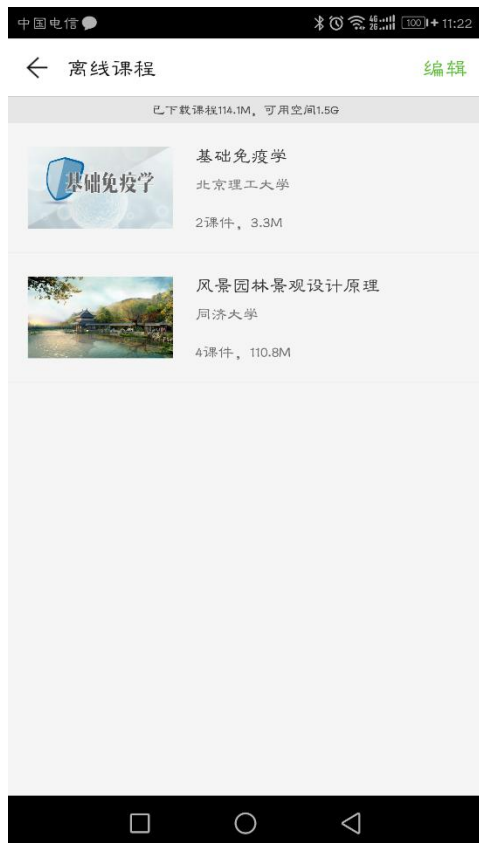 中国电信 46 26 100 11:22
离线课程 编辑
已下载课程114.1M，可用空间1.5G
基础免疫学
基础免疫学
北京理工大学
2课件，3.3M
风景园林景观设计原理
同济大学
4课件，110.8M